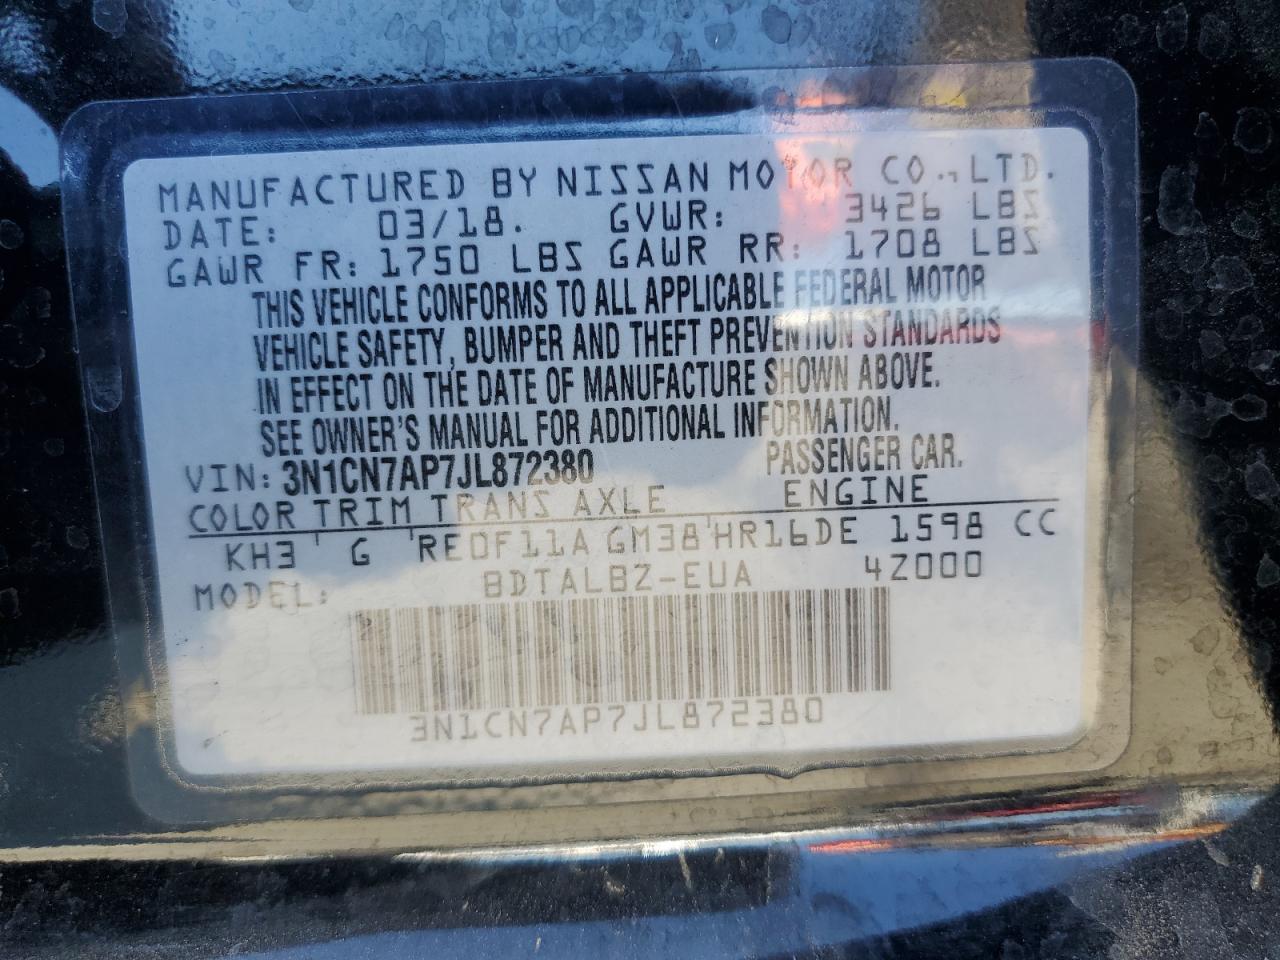 MANUFACTURED BY NISSAN MOTOR CO., LTD.
DATE: 03/18. GVWR: 3426 LBS
GAWR FR: 1750 LBS GAWR RR: 1708 LBS
THIS VEHICLE CONFORMS TO ALL APPLICABLE FEDERAL MOTOR
VEHICLE SAFETY, BUMPER AND THEFT PREVENTION STANDARDS
IN EFFECT ON THE DATE OF MANUFACTURE SHOWN ABOVE.
SEE OWNER'S MANUAL FOR ADDITIONAL INFORMATION.
VIN: 3N1CN7AP7JL872380 PASSENGER CAR.
COLOR TRIM TRANS AXLE ENGINE
KH3 G RE0F11A GM38 HR16DE 1598 CC
MODEL: BDTALBZ-EUA 4Z000
3N1CN7AP7JL872380